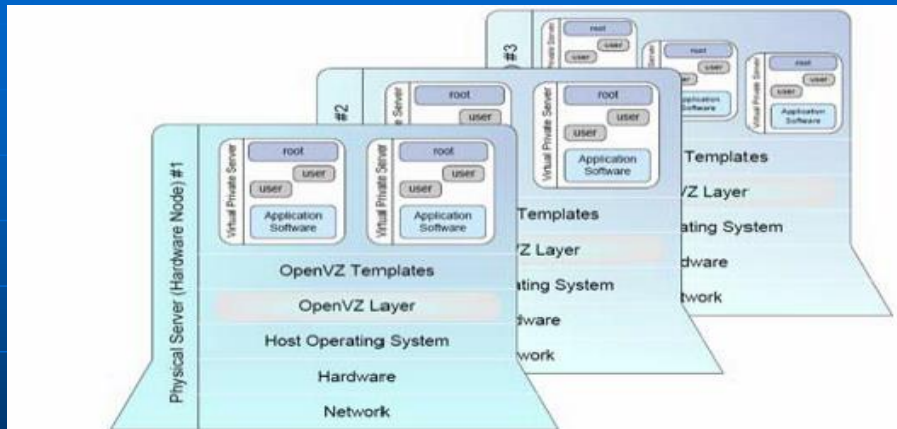 Physical Server (Hardware Node) #1
Virtual Private Server
root
user
user
Application
Software
Virtual Private Server
root
user
user
Application
Software
OpenVZ Templates
OpenVZ Layer
Host Operating System
Hardware
Network
#2
root
user
Virtual Private Server
root
user
user
Application
Software
Templates
VZ Layer
ating System
dware
work
) #3
Virtual Private Server
root
user
user
Server
root
user
user
Application
Software
Virtual Private Server
root
user
user
Application
Software
Templates
VZ Layer
ating System
dware
twork